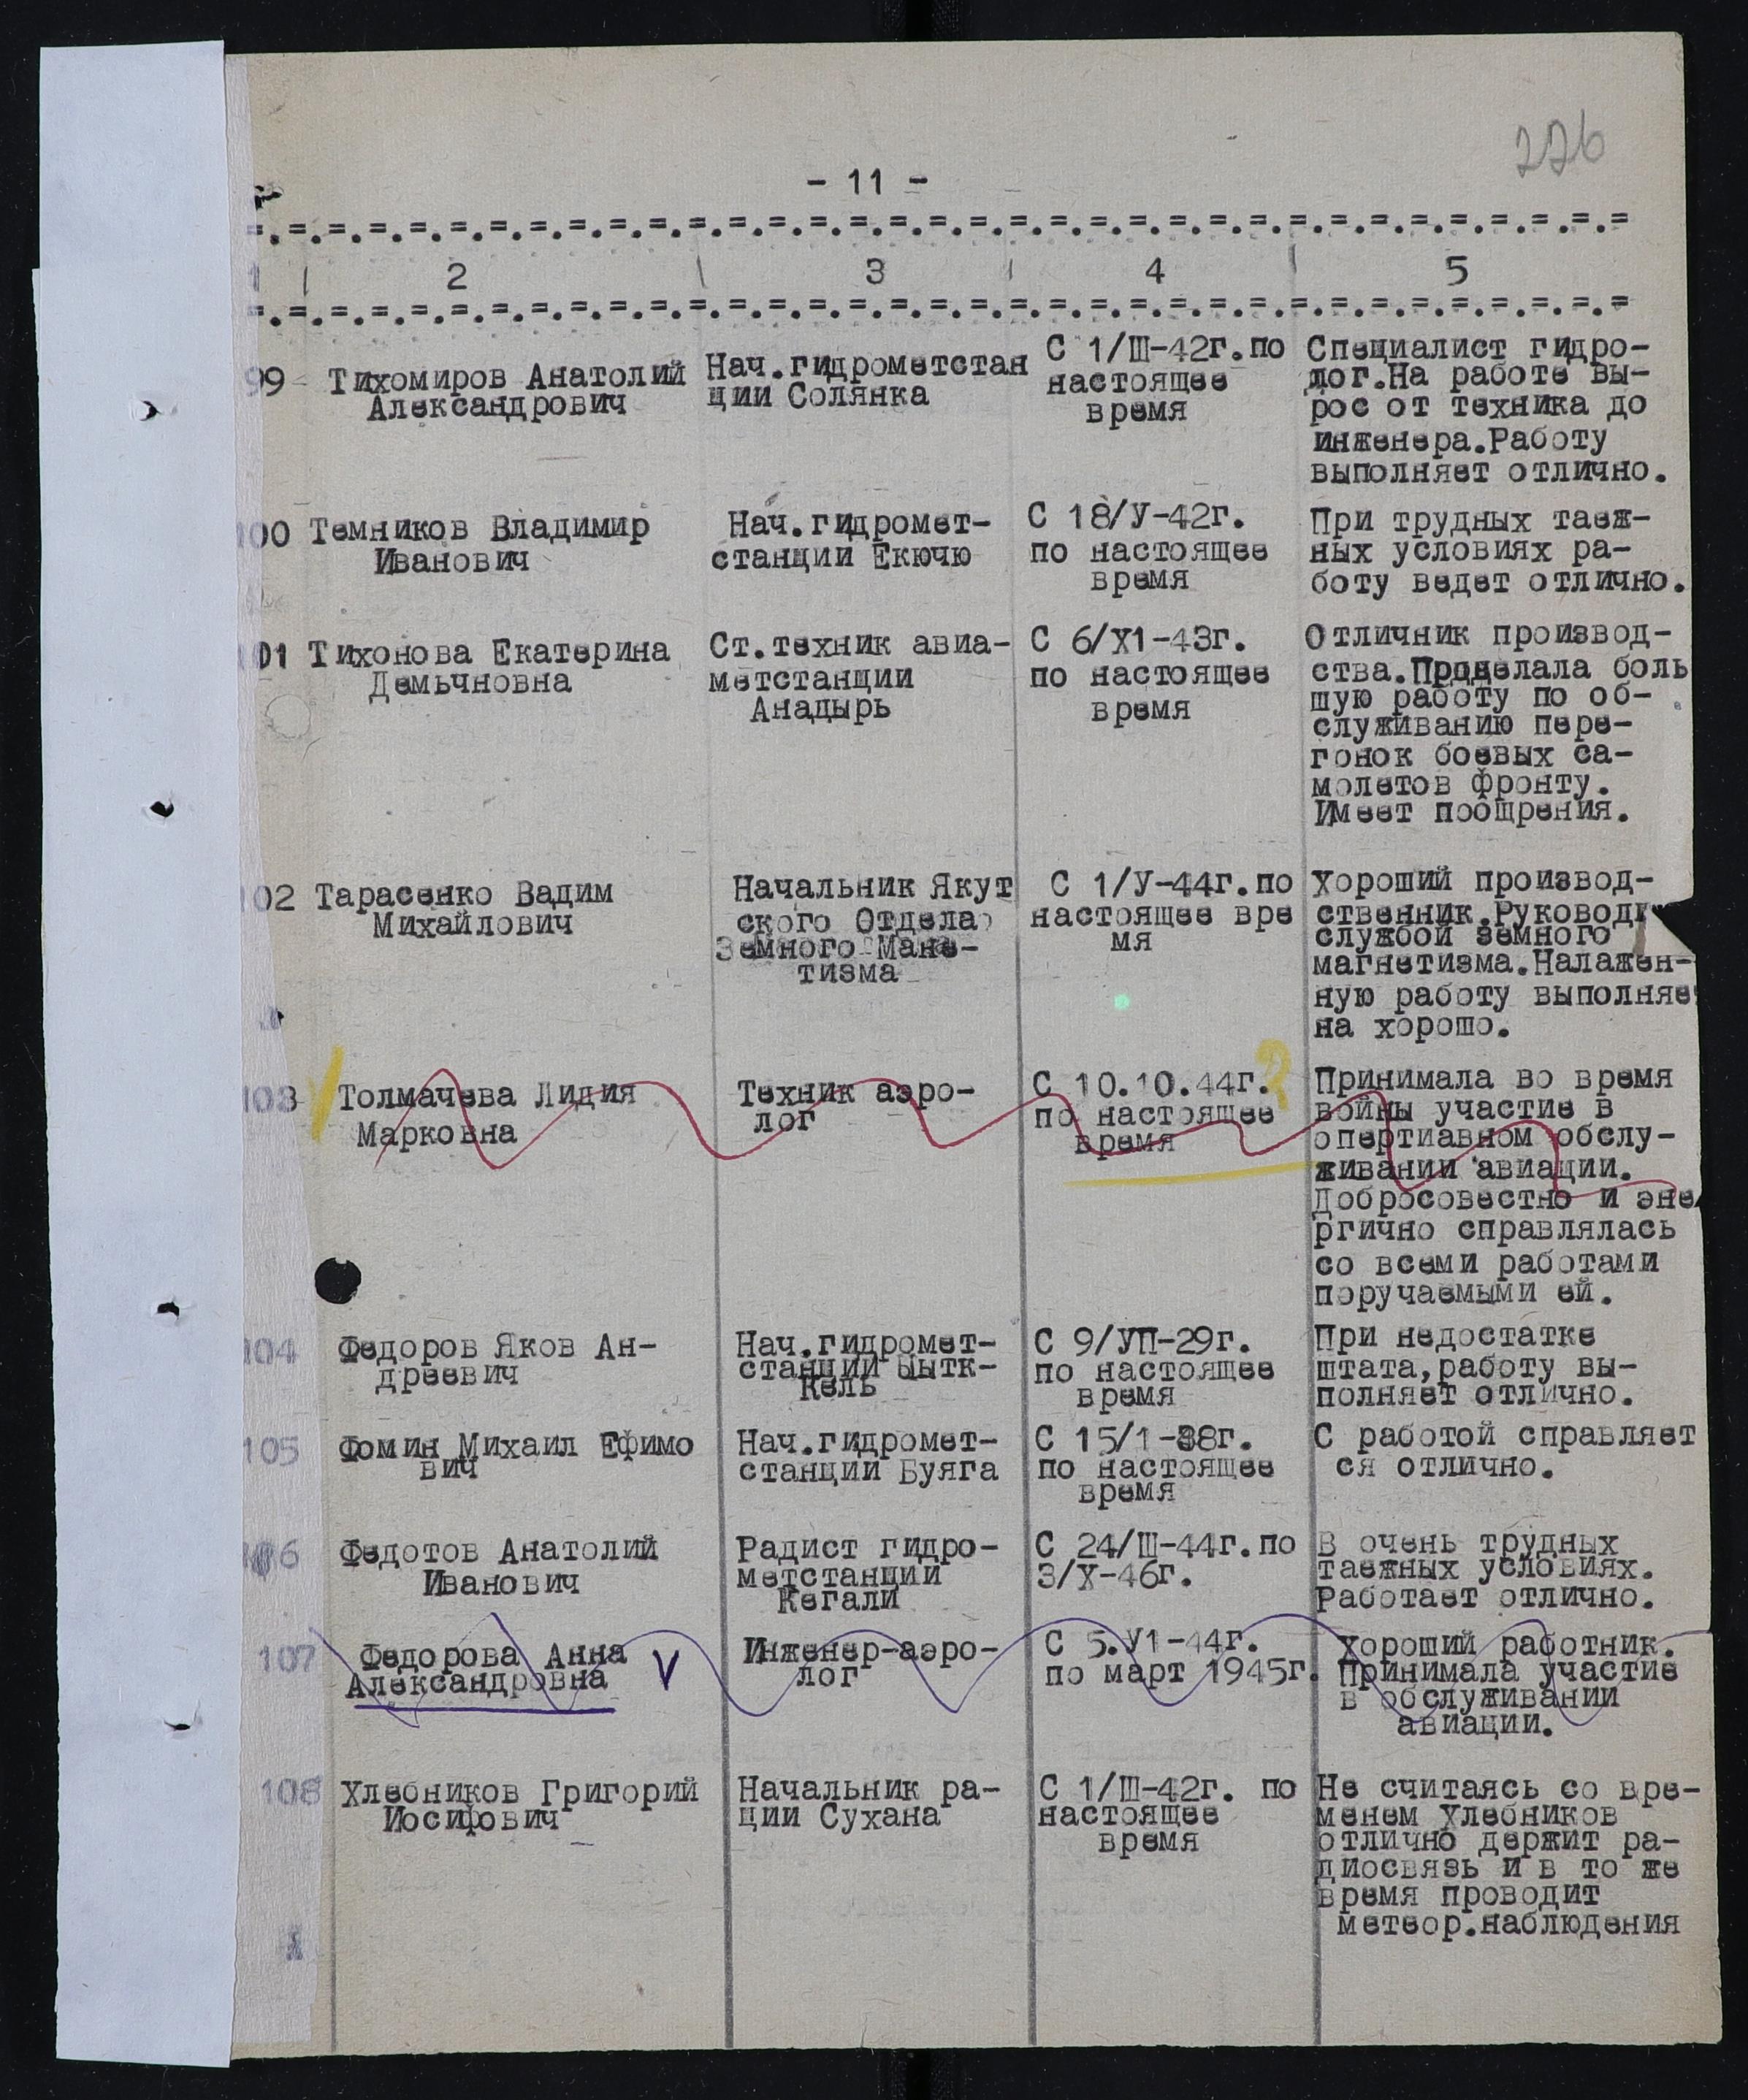 226
- 11 -
=.=.=.=.=.=.=.=.=.=.=.=.=.=.=.=.=.=.=.=.=.=.=.=.=.=.=.=.=.=.=.=.=.=.=
1 2 3 4 5
=.=.=.=.=.=.=.=.=.=.=.=.=.=.=.=.=.=.=.=.=.=.=.=.=.=.=.=.=.=.=.=.=.=.=
99 Тихомиров Анатолий
Александрович
Нач.гидрометстан
ции Солянка
С 1/Ш-42г.по
настоящее
время
Специалист гидро-
лог.На работе вы-
рос от техника до
инженера.Работу
выполняет отлично.
100 Темников Владимир
Иванович
Нач.гидромет-
станции Екючю
С 18/У-42г.
по настоящее
время
При трудных таеж-
ных условиях ра-
боту ведет отлично.
101 Тихонова Екатерина
Демьчновна
Ст.техник авиа-
метстанции
Анадырь
С 6/Х1-43г.
по настоящее
время
Отличник производ-
ства.Проделала боль
шую работу по об-
служиванию пере-
гонок боевых са-
молетов фронту.
Имеет поощрения.
102 Тарасенко Вадим
Михайлович
Начальник Якут
ского Отдела
Земного Мане-
тизма
С 1/У-44г.по
настоящее вре
мя
Хороший производ-
ственник.Руководи
службой земного
магнетизма.Налажен-
ную работу выполняе
на хорошо.
103 Толмачева Лидия
Марковна
Техник аэро-
лог
С 10.10.44г. ?
по настоящее
время
Принимала во время
войны участие в
опертиавном обслу-
живании авиации.
Добросовестно и эне
ргично справлялась
со всеми работами
поручаемыми ей.
104 Федоров Яков Ан-
дреевич
Нач.гидромет-
станции Ытк-
Кель
С 9/УП-29г.
по настоящее
время
При недостатке
штата,работу вы-
полняет отлично.
105 Фомин Михаил Ефимо
вич
Нач.гидромет-
станции Буяга
С 15/1-38г.
по настоящее
время
С работой справляет
ся отлично.
106 Федотов Анатолий
Иванович
Радист гидро-
метстанции
Кегали
С 24/Ш-44г.по
3/Х-46г.
В очень трудных
таежных условиях.
Работает отлично.
107 Федорова Анна
Александровна V
Инженер-аэро-
лог
С 5.У1-44г.
по март 1945г.
Хороший работник.
Принимала участие
в обслуживании
авиации.
108 Хлебников Григорий
Иосифович
Начальник ра-
ции Сухана
С 1/Ш-42г. по
настоящее
время
Не считаясь со вре-
менем Хлебников
отлично держит ра-
диосвязь и в то же
время проводит
метеор.наблюдения